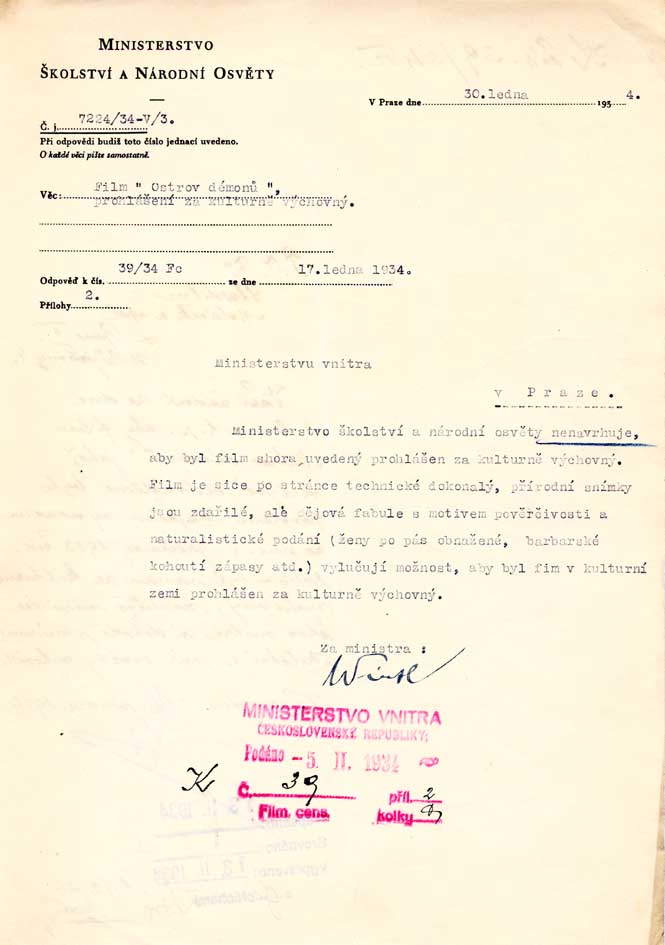 Ministerstvo
Školství a Národní Osvěty
V Praze dne 30.ledna 1934.
Č. j. 7224/34-V/3.
Při odpovědi budiž toto číslo jednací uvedeno.
O každé věci pište samostatně.
Věc: Film " Ostrov démonů ",
prohlášení za kulturně výchovný.
Odpověď k čís. 39/34 Fc ze dne 17.ledna 1934.
Přílohy 2.
Ministerstvu vnitra
v Praze.
Ministerstvo školství a národní osvěty nenavrhuje,
aby byl film shora uvedený prohlášen za kulturně výchovný.
Film je sice po stránce technické dokonalý, přírodní snímky
jsou zdařilé, ale dějová fabule s motivem pověrčivosti a
naturalistické podání (ženy po pás obnažené, barbarské
kohoutí zápasy atd.) vylučují možnost, aby byl fim v kulturní
zemi prohlášen za kulturně výchovný.
Za ministra :
MINISTERSTVO VNITRA
ČESKOSLOVENSKÉ REPUBLIKY;
Podáno - 5. II. 1934
K Č. 39 příl. 2
Film. cens. kolky